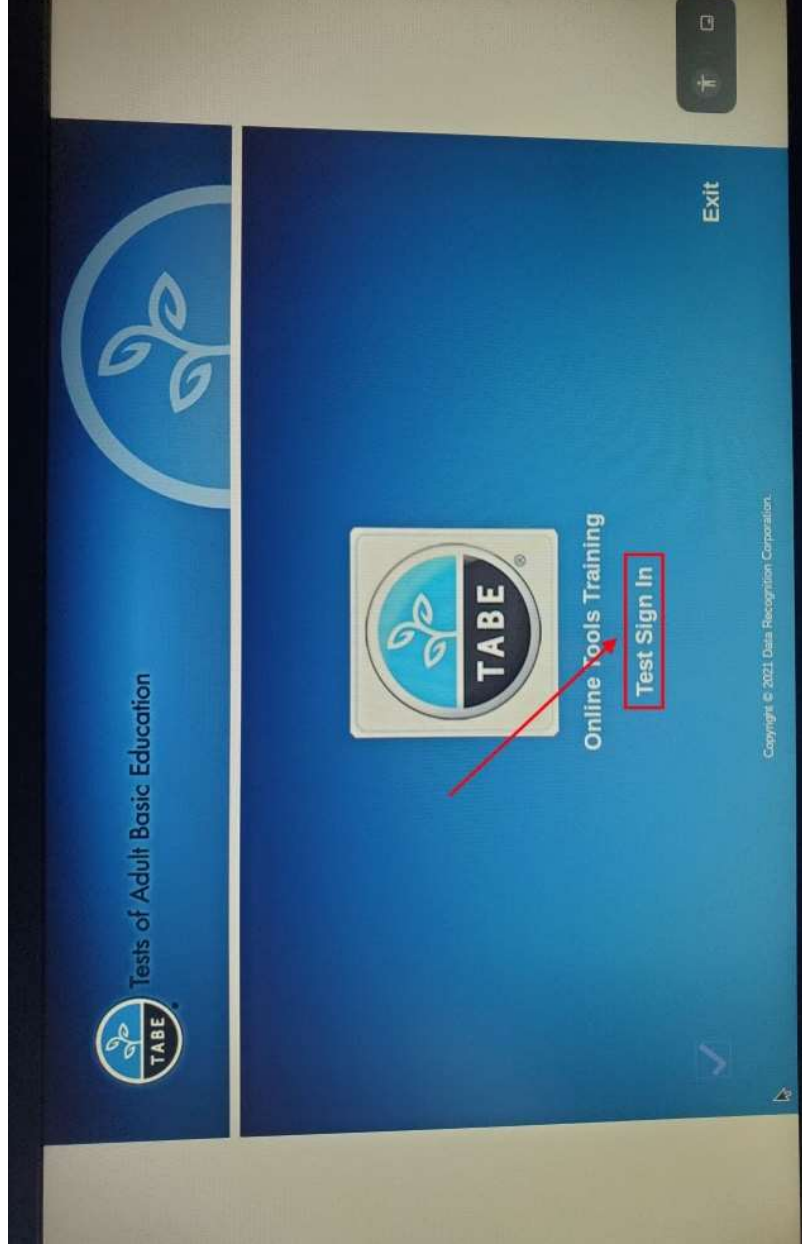 TABE
Tests of Adult Basic Education
TABE
Online Tools Training
Test Sign In
Exit
Copyright © 2021 Data Recognition Corporation.